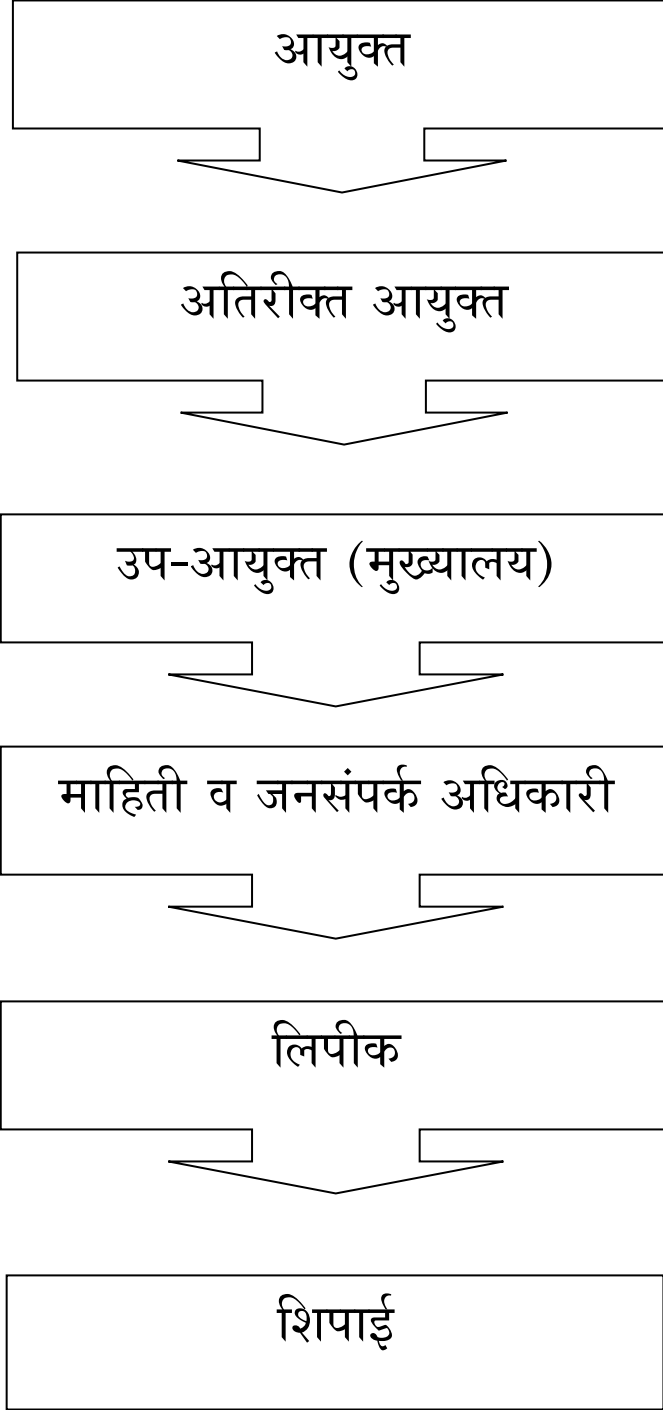 आयुक्त
अतिरीक्त आयुक्त
उप-आयुक्त (मुख्यालय)
माहिती व जनसंपर्क अधिकारी
लिपीक
शिपाई